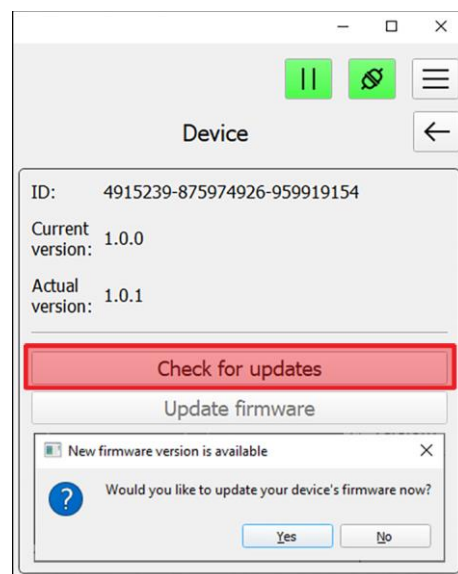 Device
ID: 4915239-875974926-959919154
Current
version: 1.0.0
Actual
version: 1.0.1
Check for updates
Update firmware
New firmware version is available
Would you like to update your device's firmware now?
Yes No